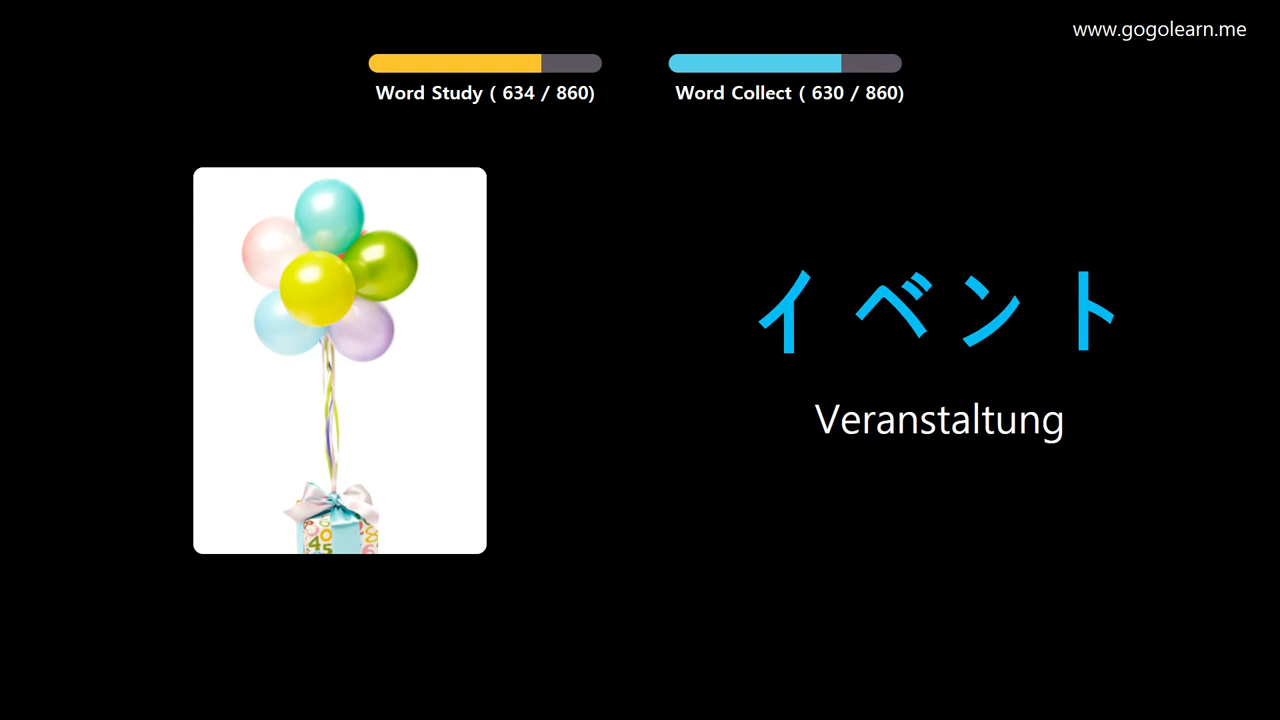 www.gogolearn.me
Word Study ( 634 / 860)
Word Collect ( 630 / 860)
イベント
Veranstaltung